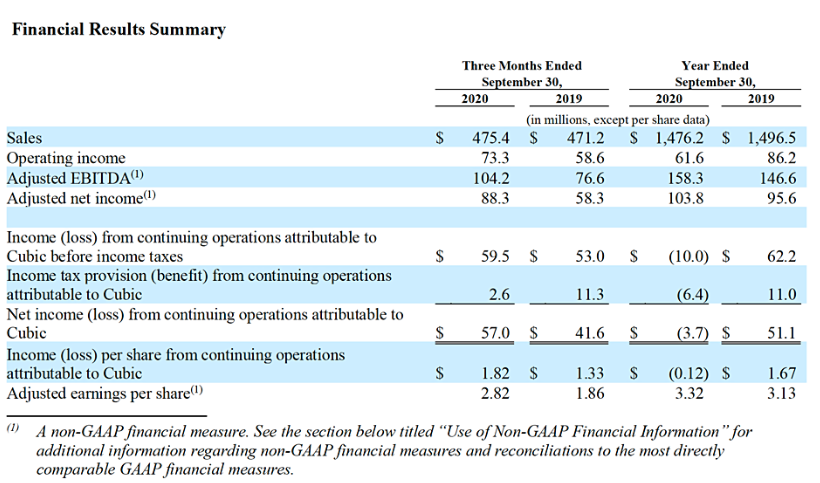 Financial Results Summary
Three Months Ended Year Ended
September 30, September 30,
2020 2019 2020 2019
(in millions, except per share data)
Sales $ 475.4 $ 471.2 $ 1,476.2 $ 1,496.5
Operating income 73.3 58.6 61.6 86.2
Adjusted EBITDA(1) 104.2 76.6 158.3 146.6
Adjusted net income(1) 88.3 58.3 103.8 95.6
Income (loss) from continuing operations attributable to
Cubic before income taxes $ 59.5 $ 53.0 $ (10.0) $ 62.2
Income tax provision (benefit) from continuing operations
attributable to Cubic 2.6 11.3 (6.4) 11.0
Net income (loss) from continuing operations attributable to
Cubic $ 57.0 $ 41.6 $ (3.7) $ 51.1
Income (loss) per share from continuing operations
attributable to Cubic $ 1.82 $ 1.33 $ (0.12) $ 1.67
Adjusted earnings per share(1) 2.82 1.86 3.32 3.13
(1) A non-GAAP financial measure. See the section below titled “Use of Non-GAAP Financial Information” for
additional information regarding non-GAAP financial measures and reconciliations to the most directly
comparable GAAP financial measures.